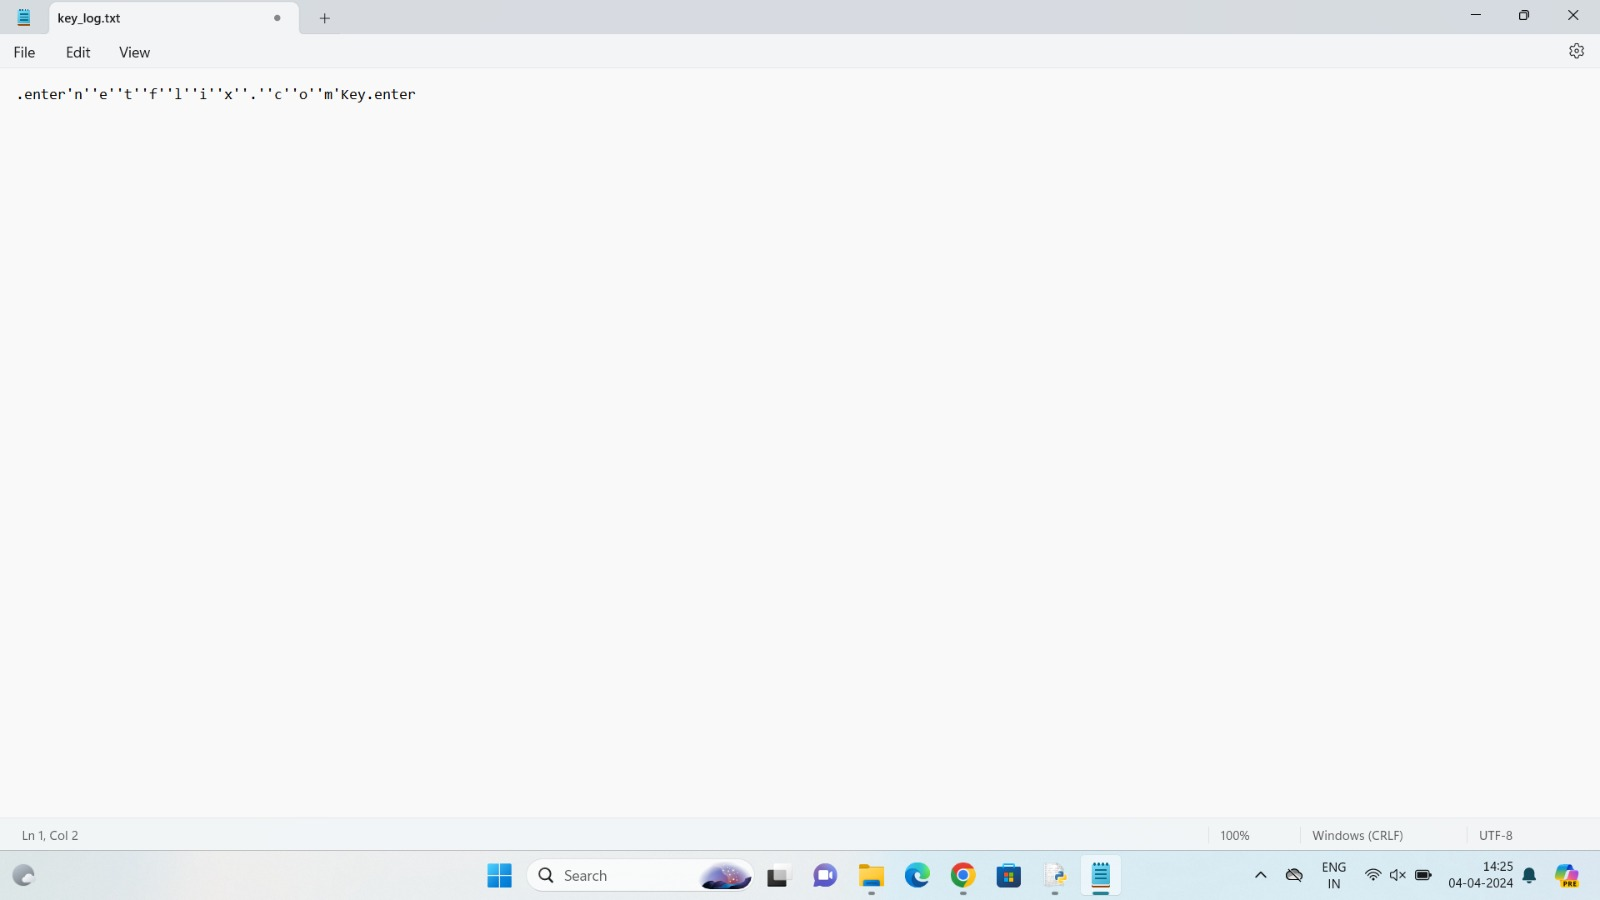 key_log.txt
File Edit View
.enter'n''e''t''f''l''i''x''.''c''o''m'Key.enter
Ln 1, Col 2 100% Windows (CRLF) UTF-8
Search
ENG
IN
14:25
04-04-2024
PRE